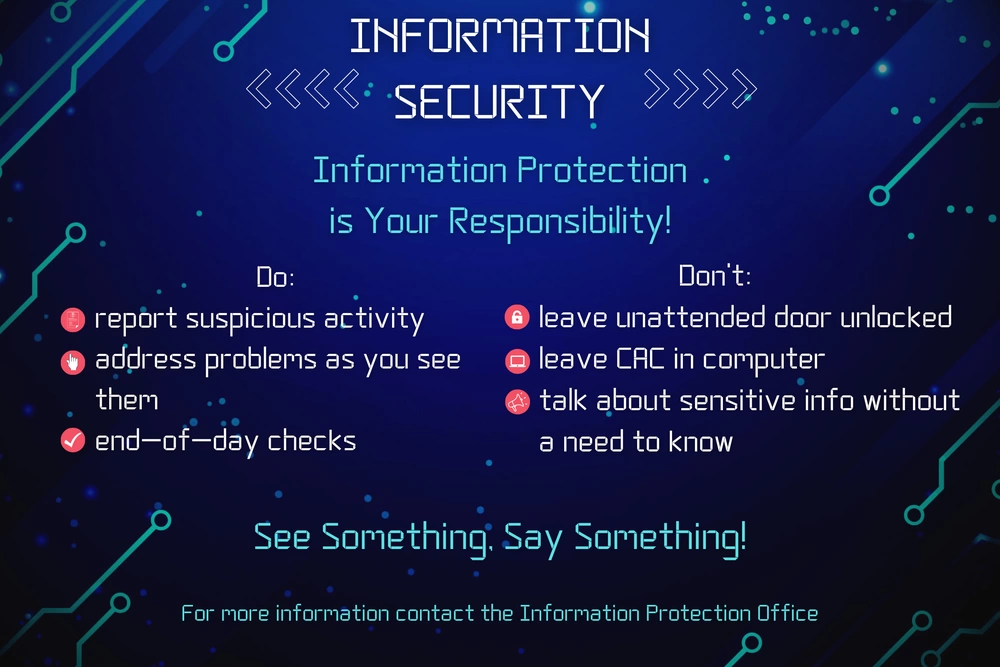 INFORMATION
SECURITY
Information Protection
is Your Responsibility!
Do:
report suspicious activity
address problems as you see
them
end-of-day checks
Don't:
leave unattended door unlocked
leave CAC in computer
talk about sensitive info without
a need to know
See Something, Say Something!
For more information contact the Information Protection Office